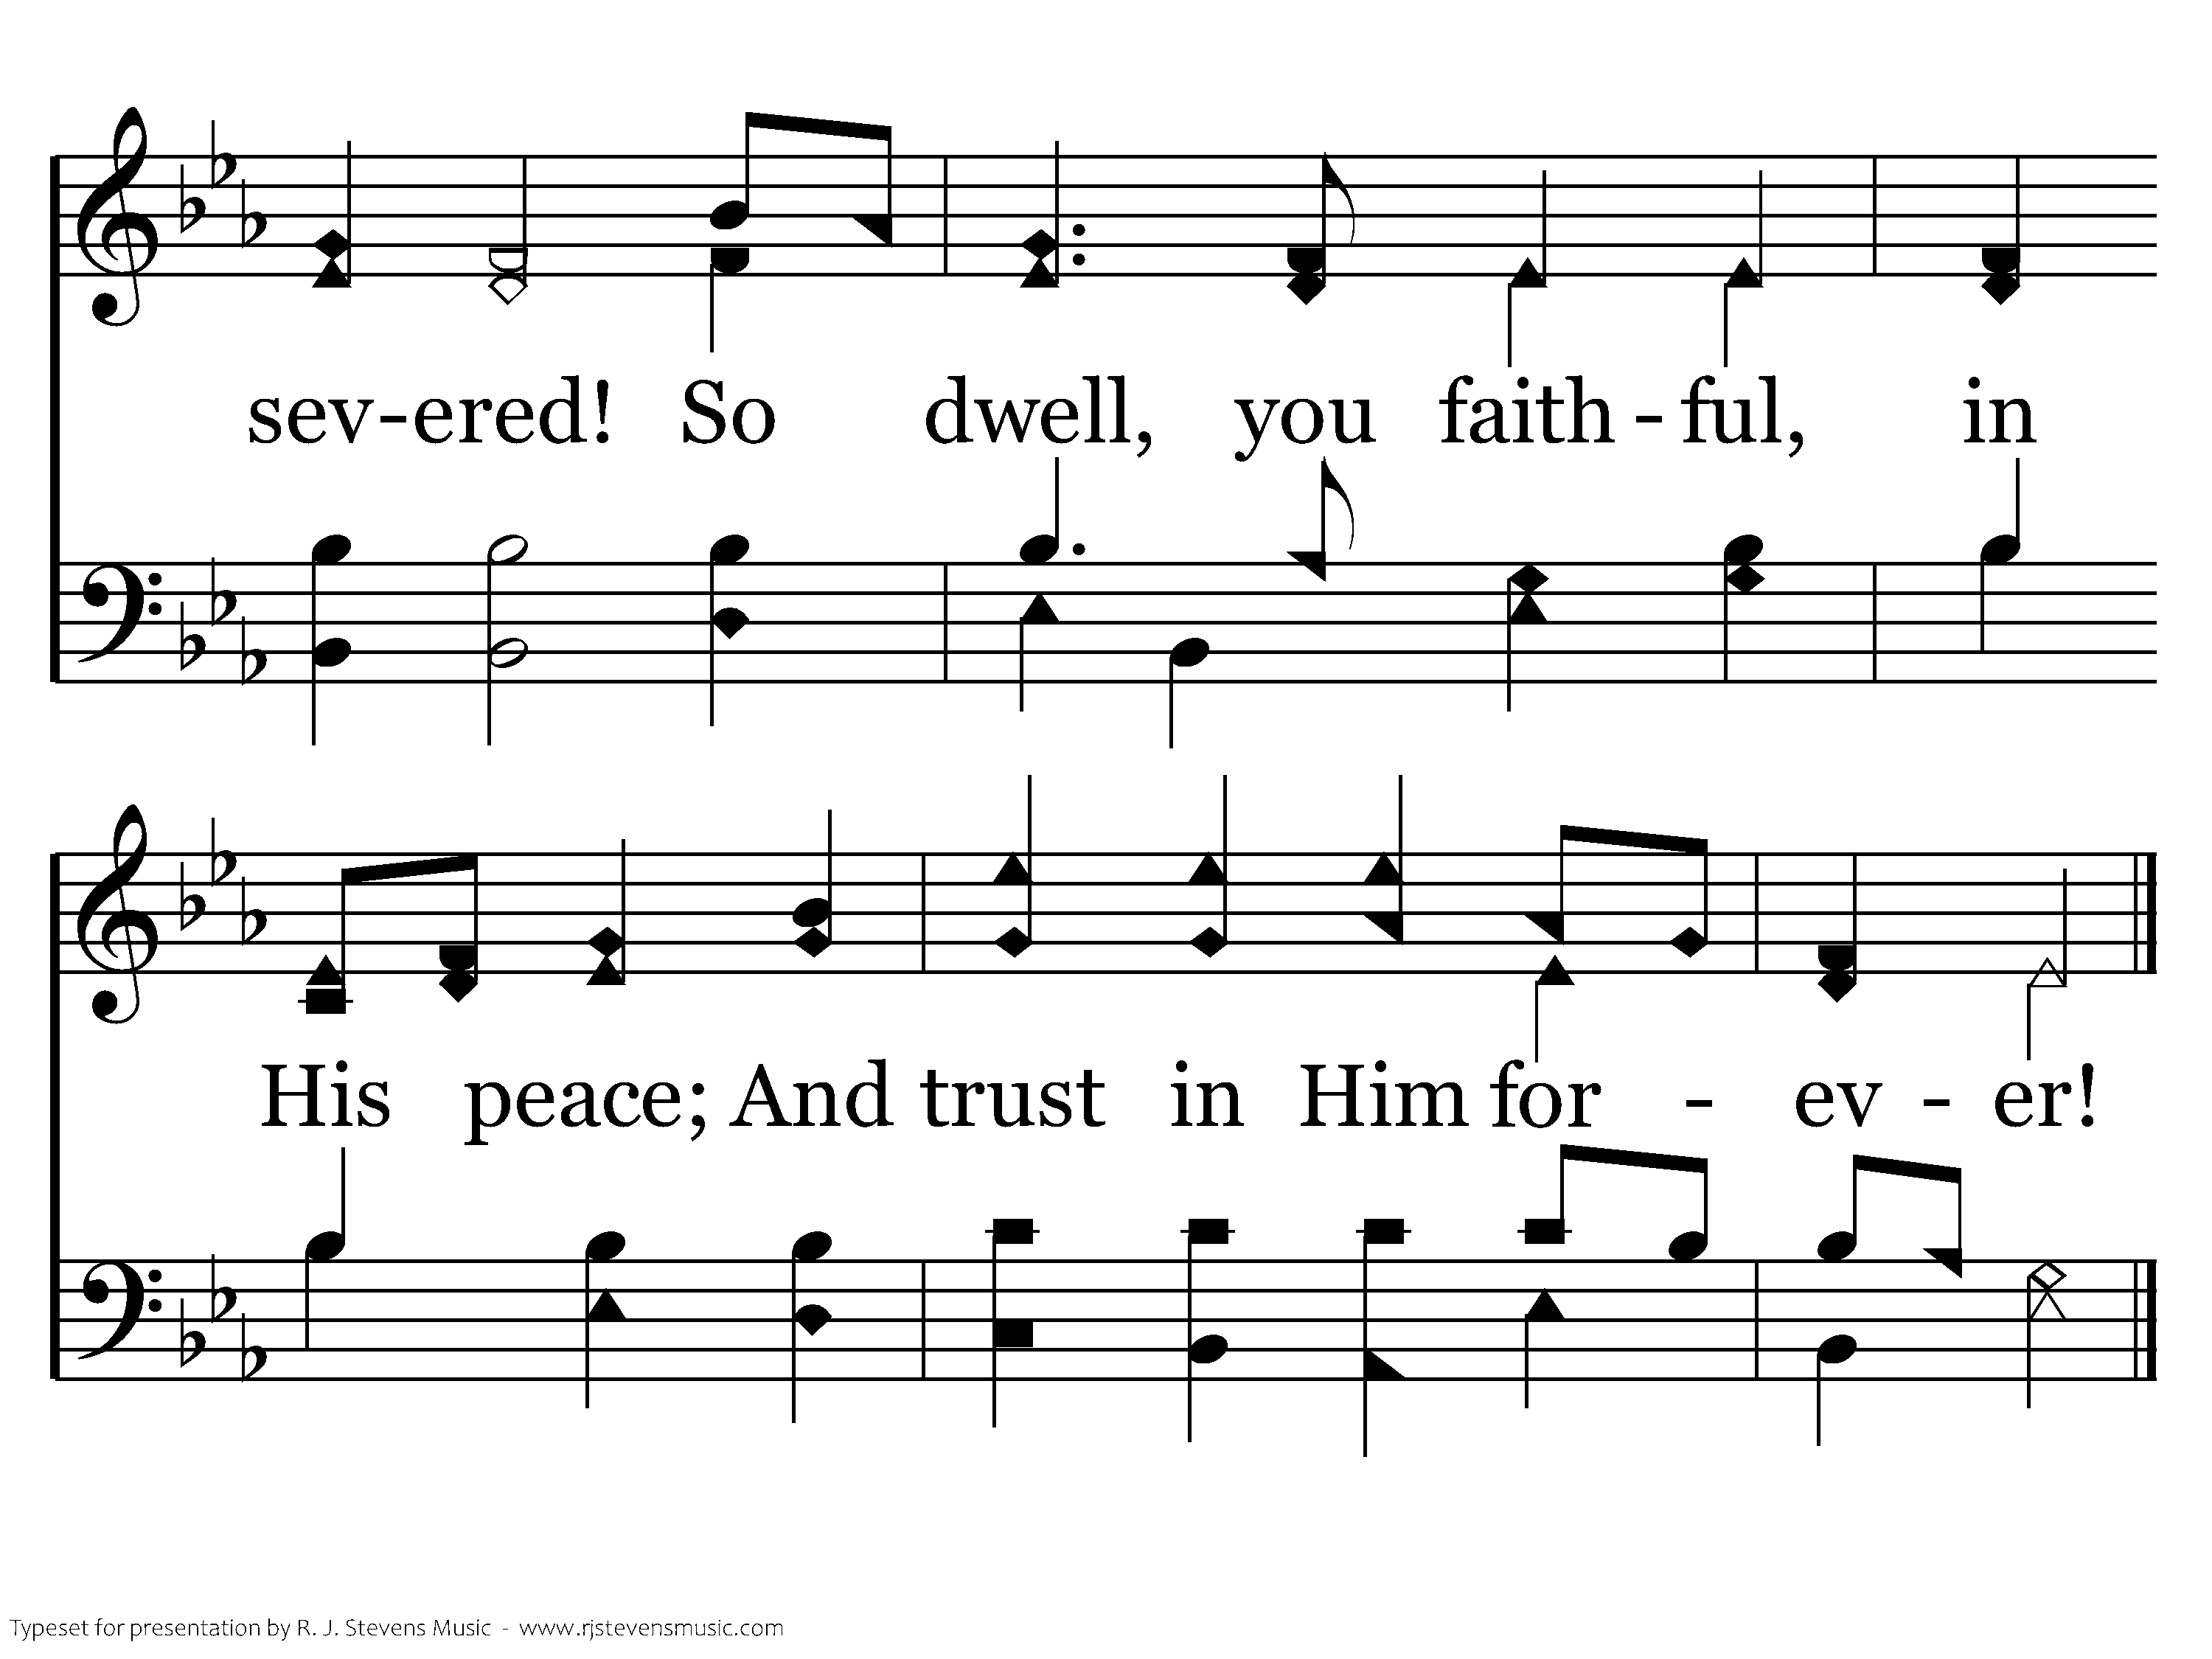 sev-ered! So dwell, you faith - ful, in
His peace; And trust in Him for - ev - er!
Typeset for presentation by R. J. Stevens Music - www.rjstevensmusic.com